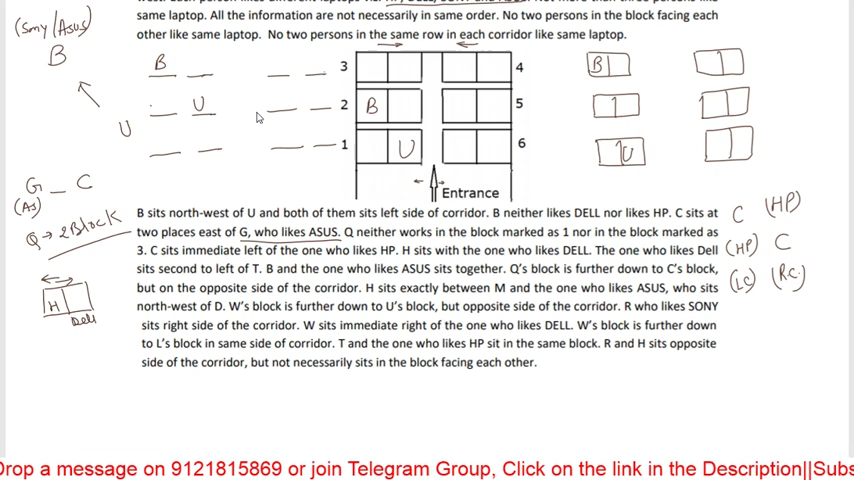 same laptop. All the information are not necessarily in same order. No two persons in the block facing each
other like same laptop. No two persons in the same row in each corridor like same laptop.
(Sony/Asus)
B
B
3
4
B
U
U
2
B
5
1
1
U
6
U
Entrance
G _ C
(As)
Q → 2 Block
B sits north-west of U and both of them sits left side of corridor. B neither likes DELL nor likes HP. C sits at
two places east of G, who likes ASUS. Q neither works in the block marked as 1 nor in the block marked as
3. C sits immediate left of the one who likes HP. H sits with the one who likes DELL. The one who likes Dell
sits second to left of T. B and the one who likes ASUS sits together. Q's block is further down to C's block,
but on the opposite side of the corridor. H sits exactly between M and the one who likes ASUS, who sits
north-west of D. W's block is further down to U's block, but opposite side of the corridor. R who likes SONY
sits right side of the corridor. W sits immediate right of the one who likes DELL. W's block is further down
to L's block in same side of corridor. T and the one who likes HP sit in the same block. R and H sits opposite
side of the corridor, but not necessarily sits in the block facing each other.
C (HP)
(HP) C
(LC) (RC)
H
Dell
Drop a message on 9121815869 or join Telegram Group, Click on the link in the Description||Subs